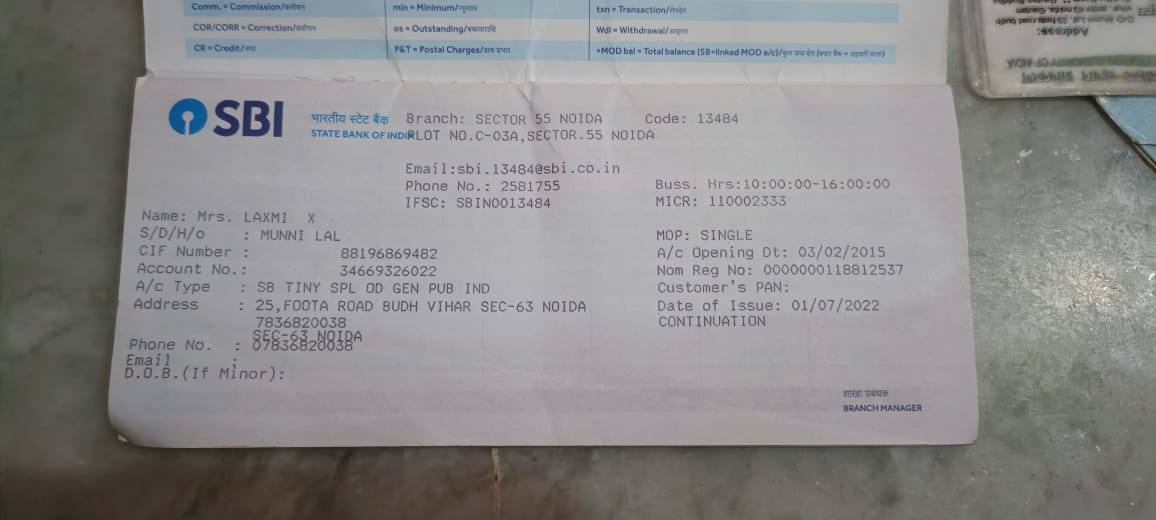 Comm. = Commission/कमीशन min = Minimum/न्यूनतम txn = Transaction/लेनदेन
COR/CORR = Correction/संशोधन os = Outstanding/बकायाराशि Wdl = Withdrawal/आहरण
CR = Credit/जमा P&T = Postal Charges/डाक प्रभार +MOD bal = Total balance (SB+linked MOD a/c)/कुल जमा शेष
Address:
SBI
भारतीय स्टेट बैंक Branch: SECTOR 55 NOIDA Code: 13484
STATE BANK OF INDIA PLOT NO.C-03A,SECTOR.55 NOIDA
Email:sbi.13484@sbi.co.in
Phone No.: 2581755 Buss. Hrs:10:00:00-16:00:00
IFSC: SBIN0013484 MICR: 110002333
Name: Mrs. LAXMI X
S/D/H/o : MUNNI LAL MOP: SINGLE
CIF Number : 88196869482 A/c Opening Dt: 03/02/2015
Account No.: 34669326022 Nom Reg No: 0000000118812537
A/c Type : SB TINY SPL OD GEN PUB IND Customer's PAN:
Address : 25,FOOTA ROAD BUDH VIHAR SEC-63 NOIDA Date of Issue: 01/07/2022
7836820038 CONTINUATION
SEC-63 NOIDA
Phone No. : 07836820038
Email :
D.O.B.(If Minor):
शाखा प्रबंधक
BRANCH MANAGER